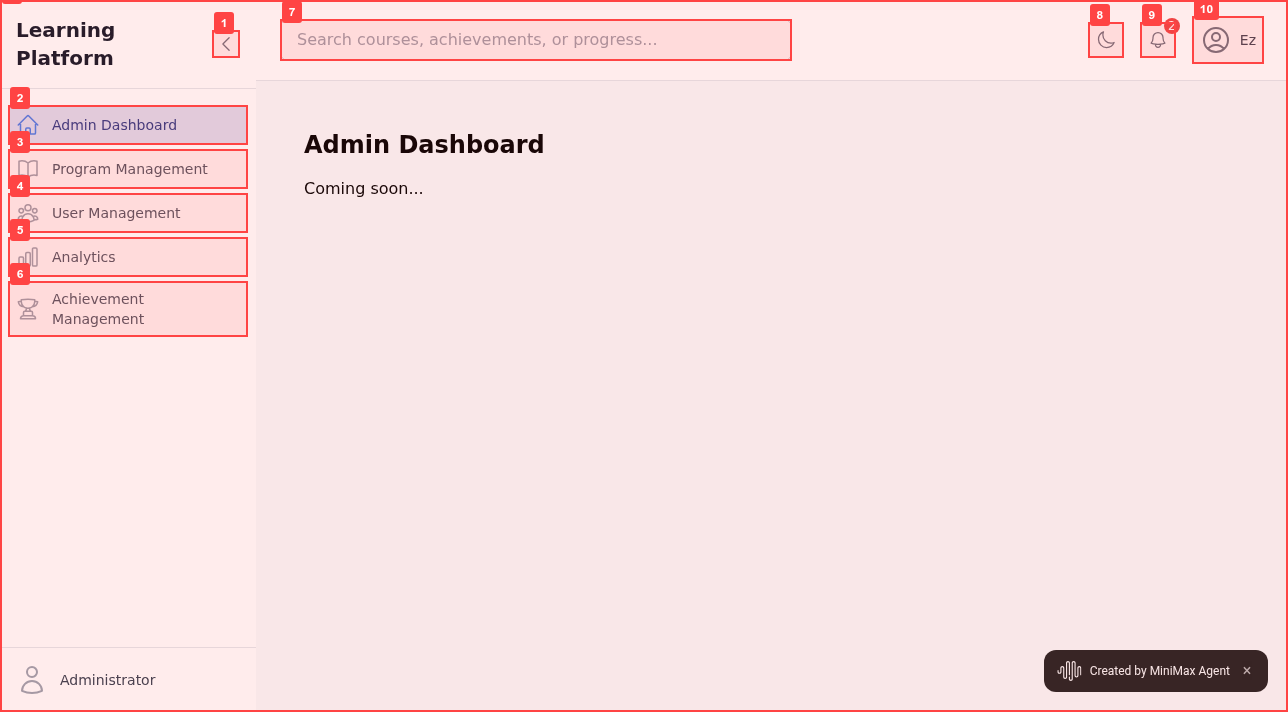 Learning
Platform
1
7
Search courses, achievements, or progress...
8
9
2
10
Ez
2
Admin Dashboard
3
Program Management
4
User Management
5
Analytics
6
Achievement
Management
Admin Dashboard
Coming soon...
Administrator
Created by MiniMax Agent ×